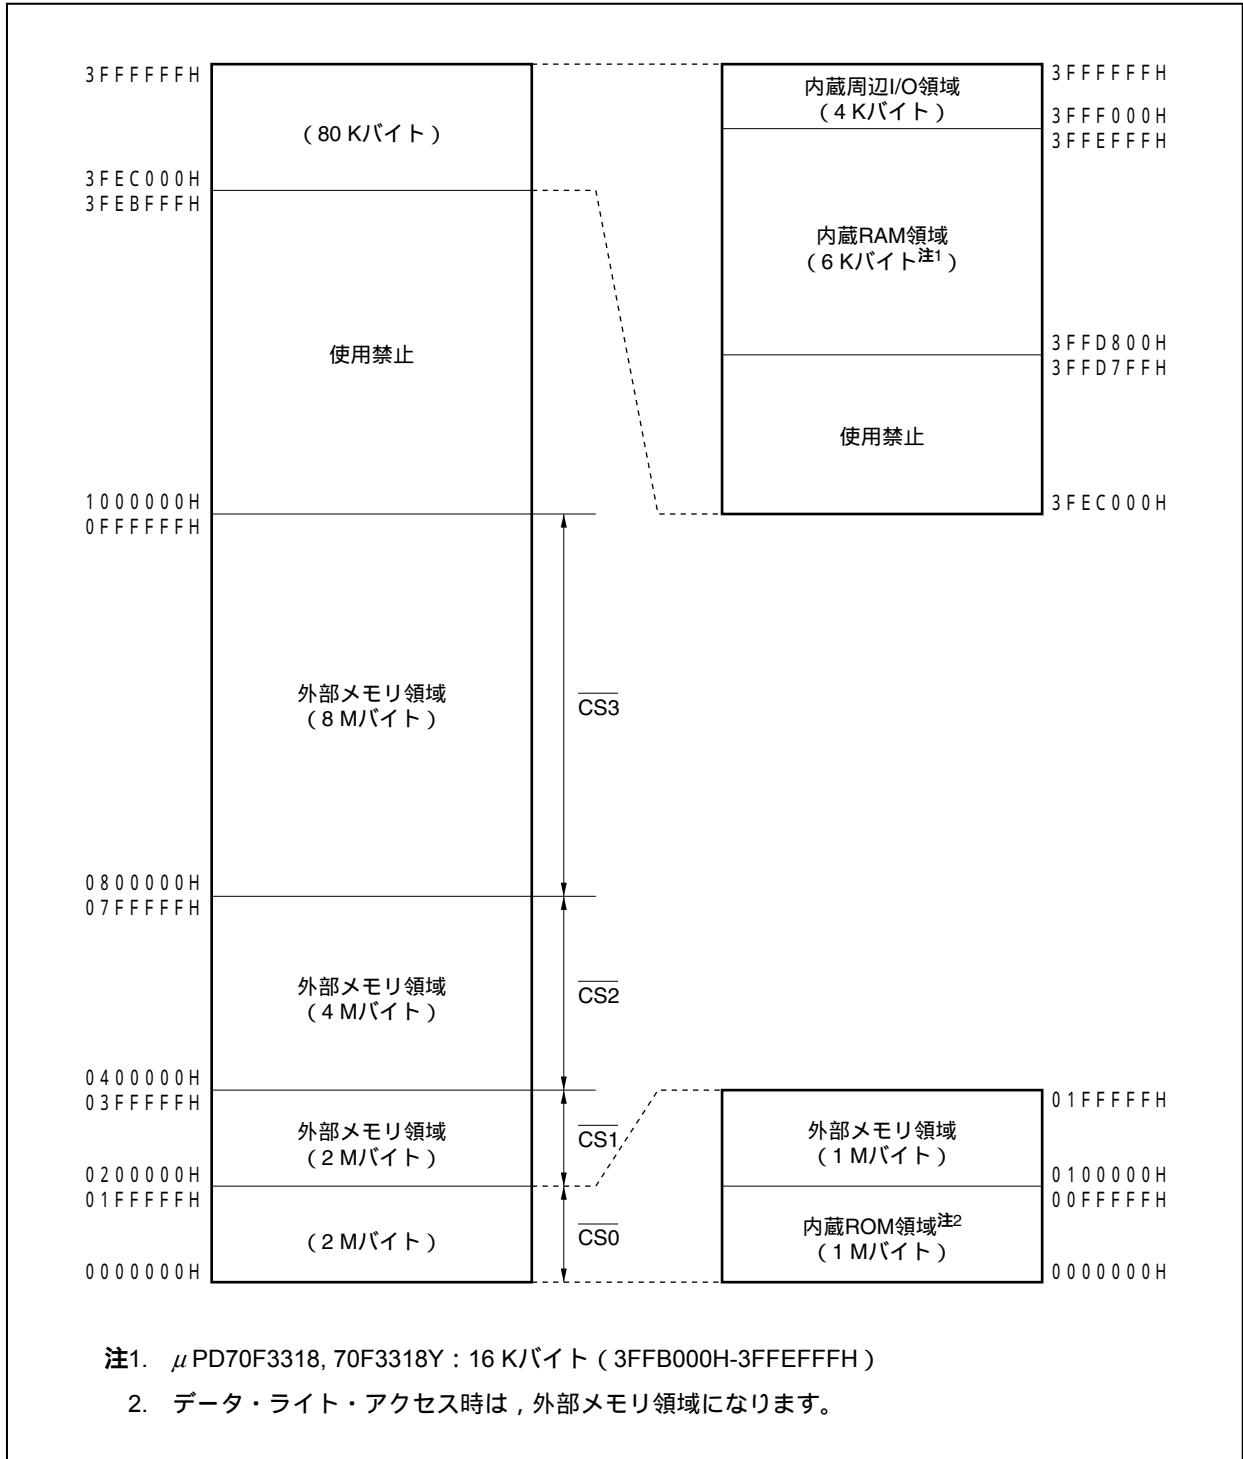 3FFFFFFH
(80 Kバイト)
3FEC000H
3FEBFFFH
使用禁止
1000000H
0FFFFFFH
外部メモリ領域
(8 Mバイト)
CS3
0800000H
07FFFFFH
外部メモリ領域
(4 Mバイト)
CS2
0400000H
03FFFFFH
外部メモリ領域
(2 Mバイト)
CS1
0200000H
01FFFFFH
(2 Mバイト)
CS0
0000000H
内蔵周辺I/O領域
(4 Kバイト)
3FFFFFFH
3FFF000H
3FFEFFFH
内蔵RAM領域
(6 Kバイト注1)
3FFD800H
3FFD7FFH
使用禁止
3FEC000H
01FFFFFH
外部メモリ領域
(1 Mバイト)
0100000H
00FFFFFH
内蔵ROM領域注2
(1 Mバイト)
0000000H
注1. μPD70F3318, 70F3318Y:16 Kバイト(3FFB000H-3FFEFFFH)
2. データ・ライト・アクセス時は,外部メモリ領域になります。